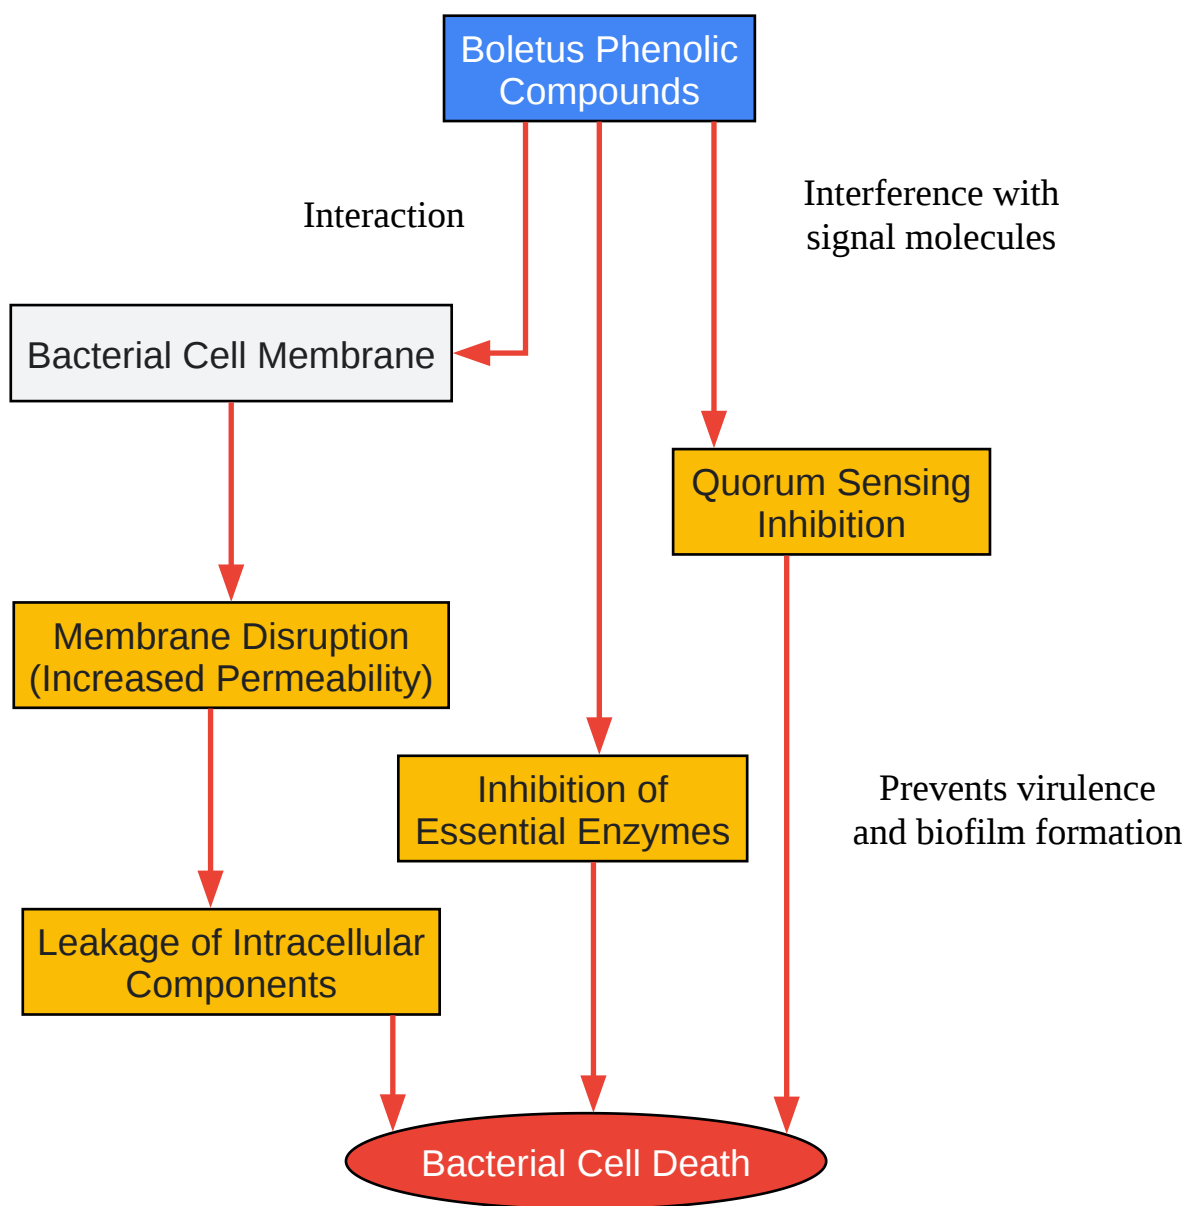 Boletus Phenolic
Compounds
Interaction
Interference with
signal molecules
Bacterial Cell Membrane
Quorum Sensing
Inhibition
Membrane Disruption
(Increased Permeability)
Inhibition of
Essential Enzymes
Prevents virulence
and biofilm formation
Leakage of Intracellular
Components
Bacterial Cell Death